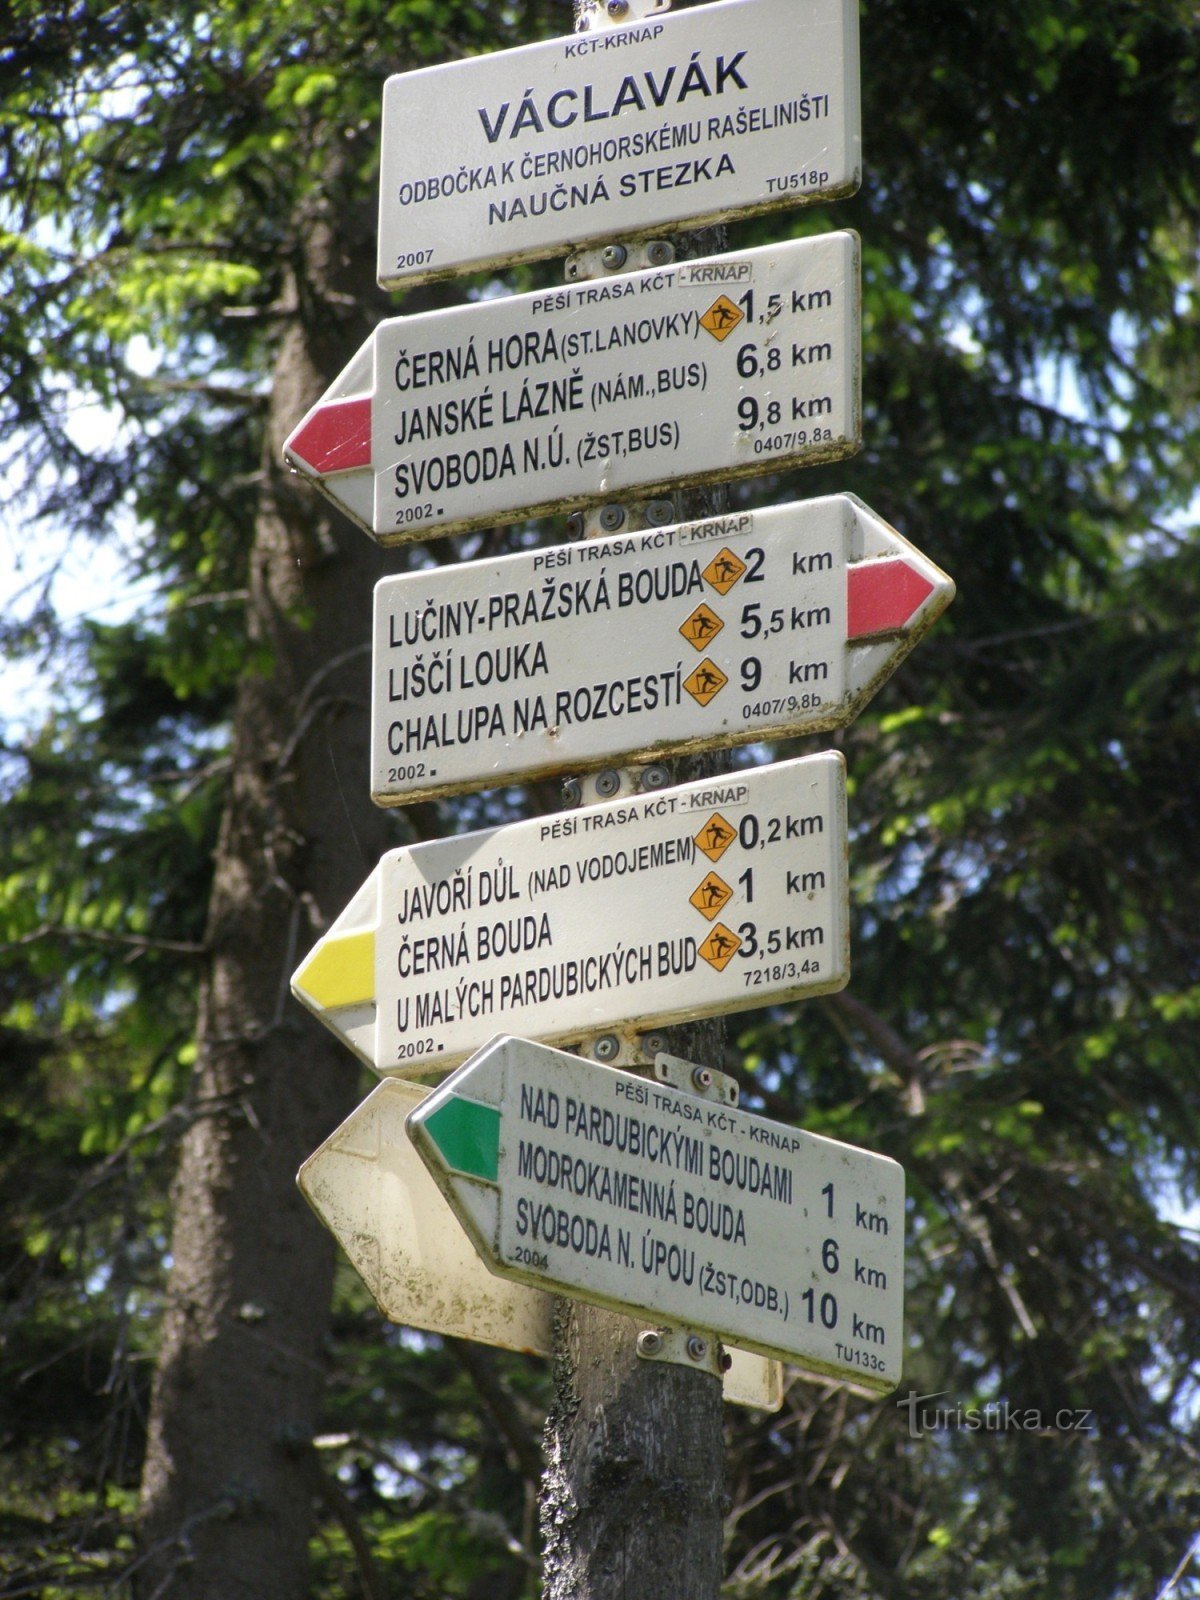 KČT-KRNAP
VÁCLAVÁK
ODBOČKA K ČERNOHORSKÉMU RAŠELINIŠTI
NAUČNÁ STEZKA
2007 TU518p
PĚŠÍ TRASA KČT - KRNAP
ČERNÁ HORA (ST.LANOVKY) 1,5 km
JANSKÉ LÁZNĚ (NÁM.,BUS) 6,8 km
SVOBODA N.Ú. (ŽST,BUS) 9,8 km
2002 0407/9,8a
PĚŠÍ TRASA KČT - KRNAP
LUČINY-PRAŽSKÁ BOUDA 2 km
LIŠČÍ LOUKA 5,5 km
CHALUPA NA ROZCESTÍ 9 km
2002 0407/9,8b
PĚŠÍ TRASA KČT - KRNAP
JAVOŘÍ DŮL (NAD VODOJEMEM) 0,2 km
ČERNÁ BOUDA 1 km
U MALÝCH PARDUBICKÝCH BUD 3,5 km
2002 7218/3,4a
PĚŠÍ TRASA KČT - KRNAP
NAD PARDUBICKÝMI BOUDAMI 1 km
MODROKAMENNÁ BOUDA 6 km
SVOBODA N. ÚPOU (ŽST,ODB.) 10 km
2004 TU133c
Turistika.cz